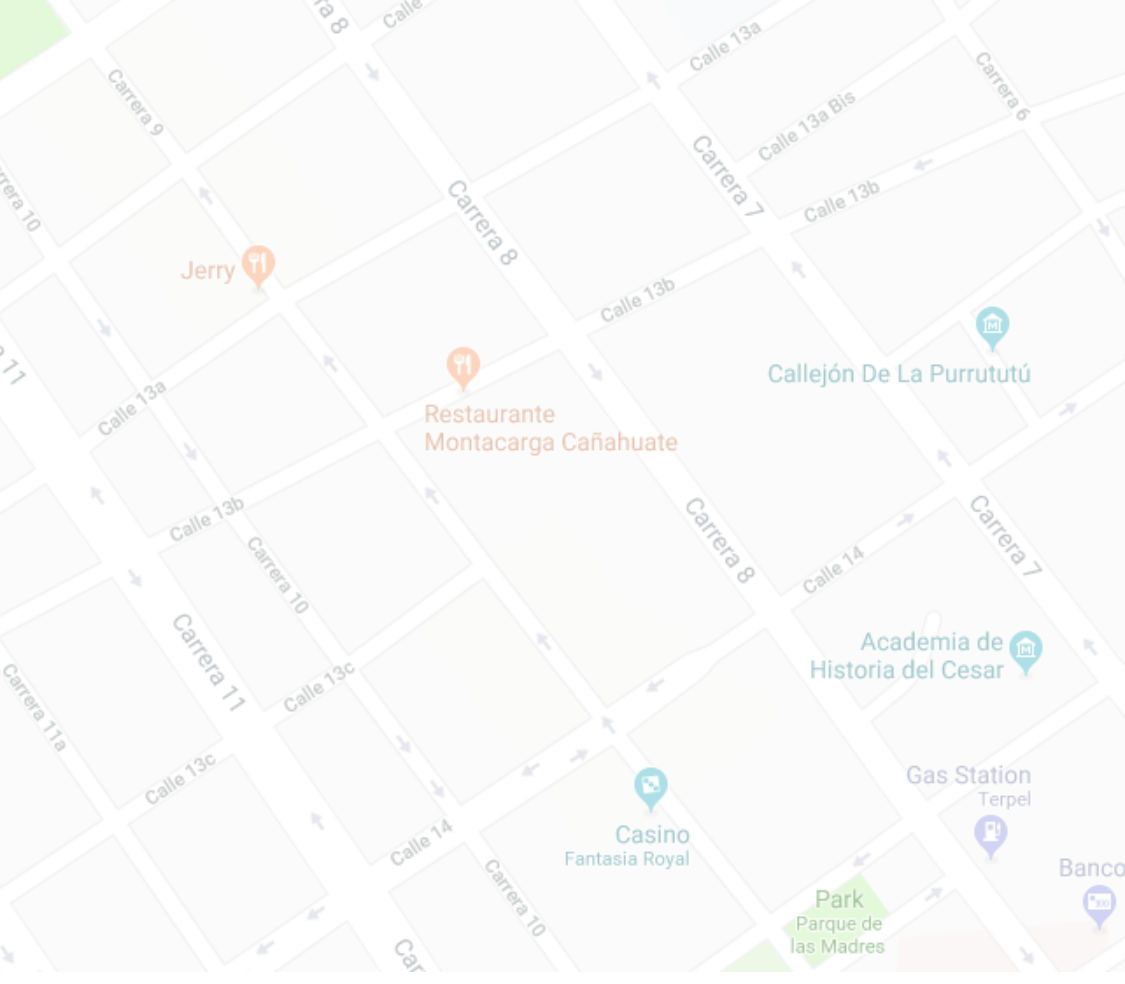 Calle
ra 8
Calle 13a
Carrera 9
Carrera 6
Calle 13a Bis
Carrera 7
Calle 13b
rrera 10
Carrera 8
Jerry
Calle 13b
11
Callejón De La Purrututú
Calle 13a
Restaurante
Montacarga Cañahuate
Calle 13b
Carrera 8
Carrera 7
Carrera 10
Calle 14
Carrera 11
Academia de
Historia del Cesar
Calle 13c
Carrera 11a
Calle 13c
Gas Station
Terpel
Casino
Fantasia Royal
Calle 14
Carrera 10
Banco
Park
Parque de
las Madres
Car